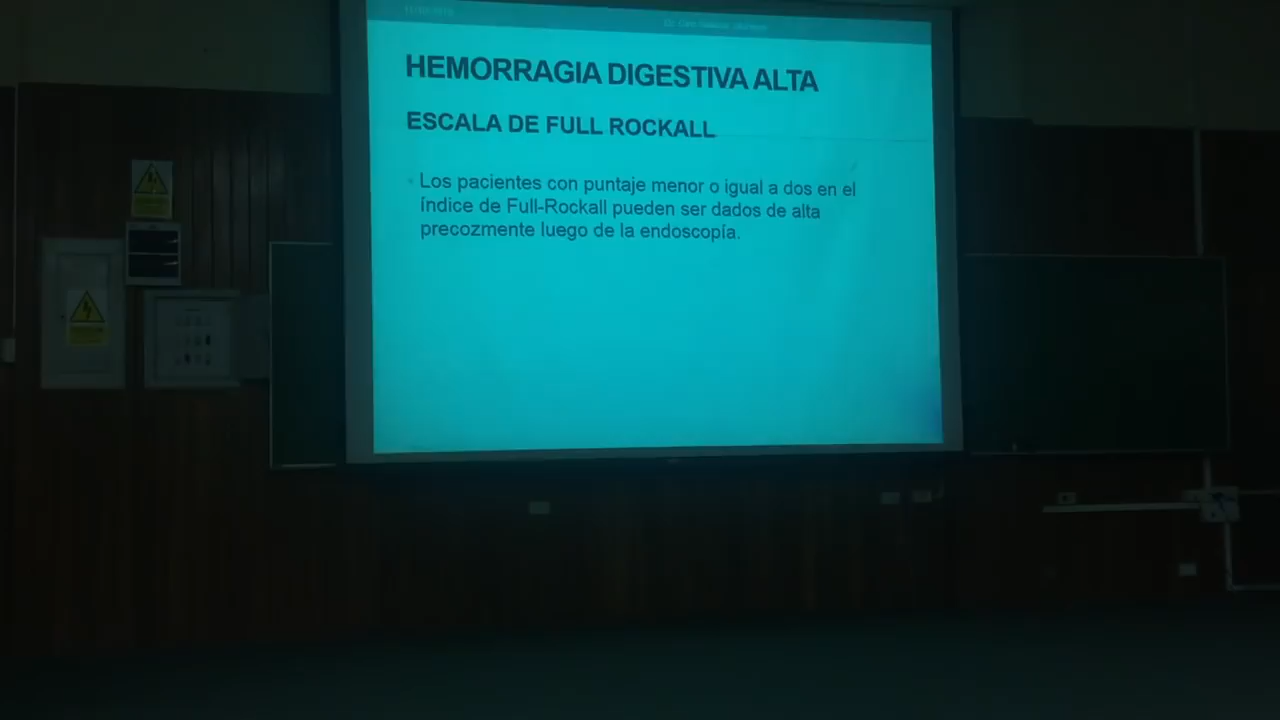 HEMORRAGIA DIGESTIVA ALTA
ESCALA DE FULL ROCKALL
Los pacientes con puntaje menor o igual a dos en el
índice de Full-Rockall pueden ser dados de alta
precozmente luego de la endoscopía.